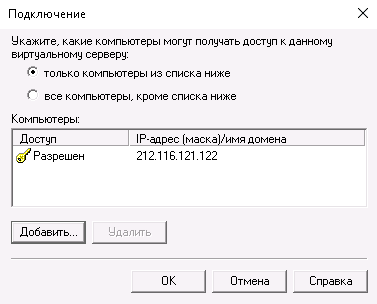 Подключение
Укажите, какие компьютеры могут получать доступ к данному
виртуальному серверу:
только компьютеры из списка ниже
все компьютеры, кроме списка ниже
Компьютеры:
Доступ IP-адрес (маска)/имя домена
Разрешен 212.116.121.122
Добавить... Удалить
OK Отмена Справка